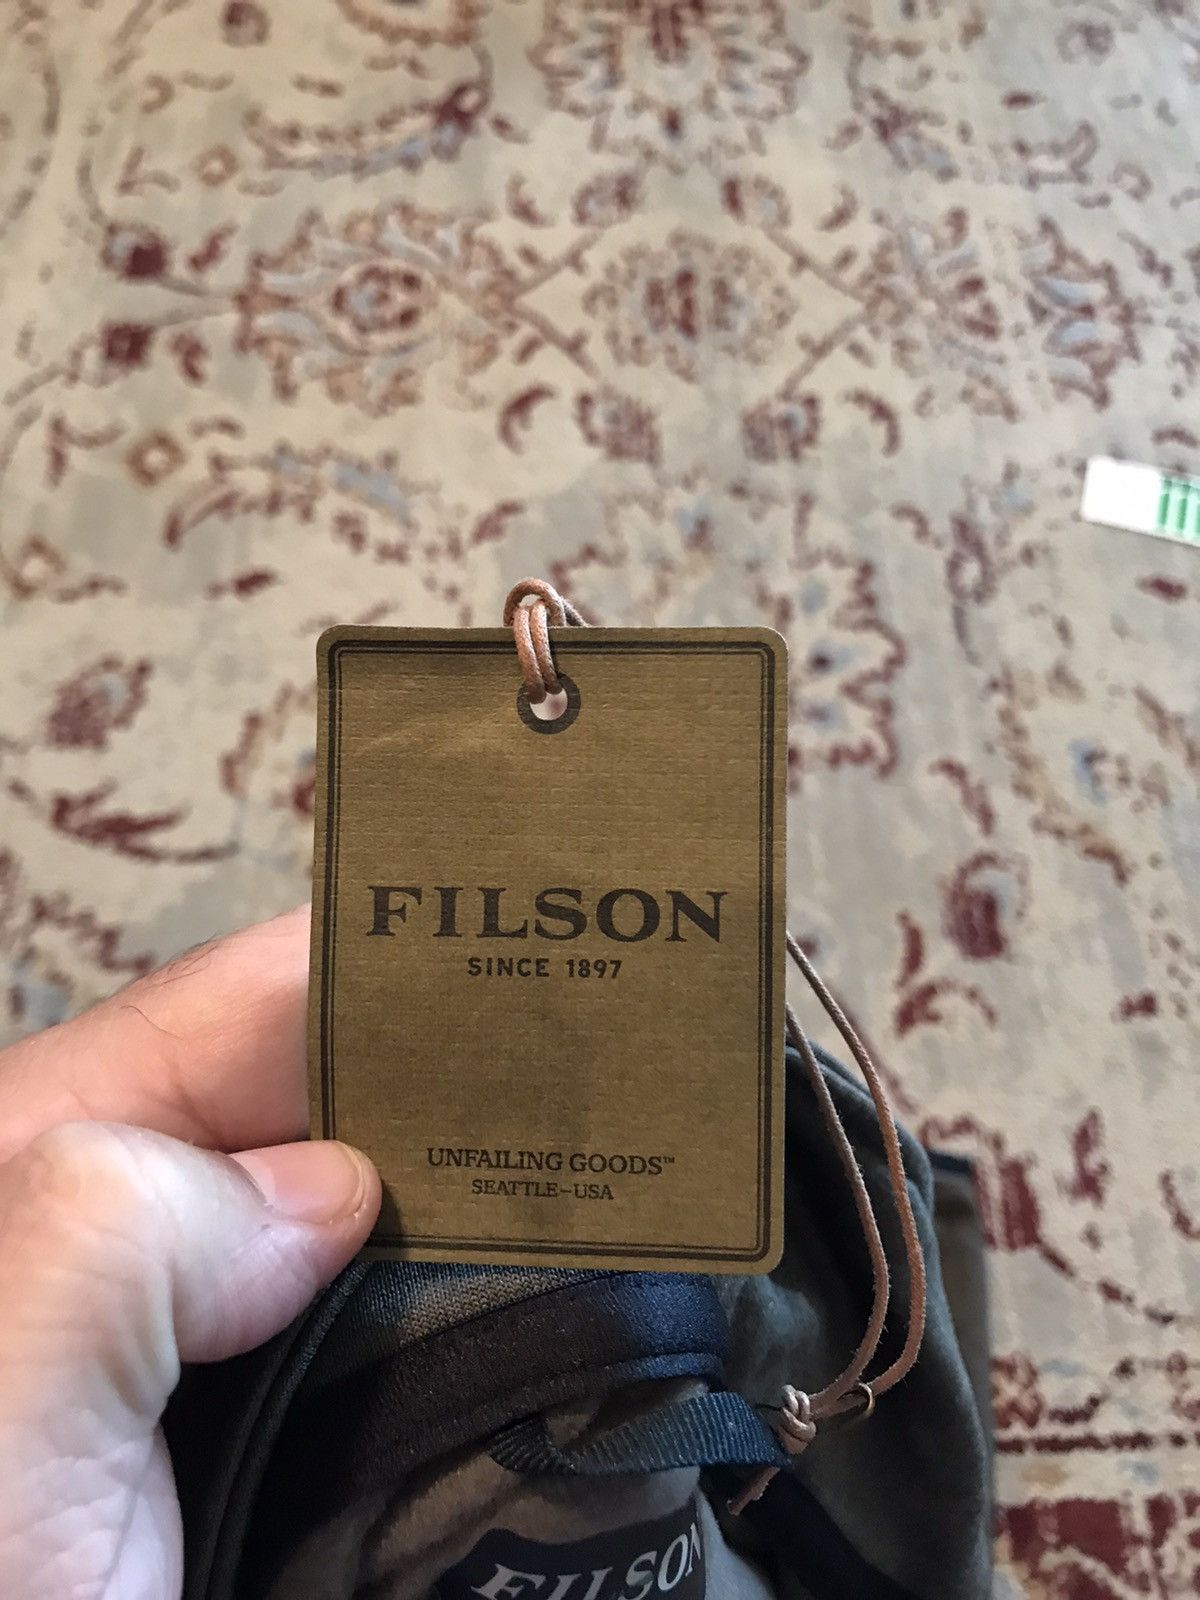 FILSON
SINCE 1897
UNFAILING GOODS™
SEATTLE–USA
FILSON